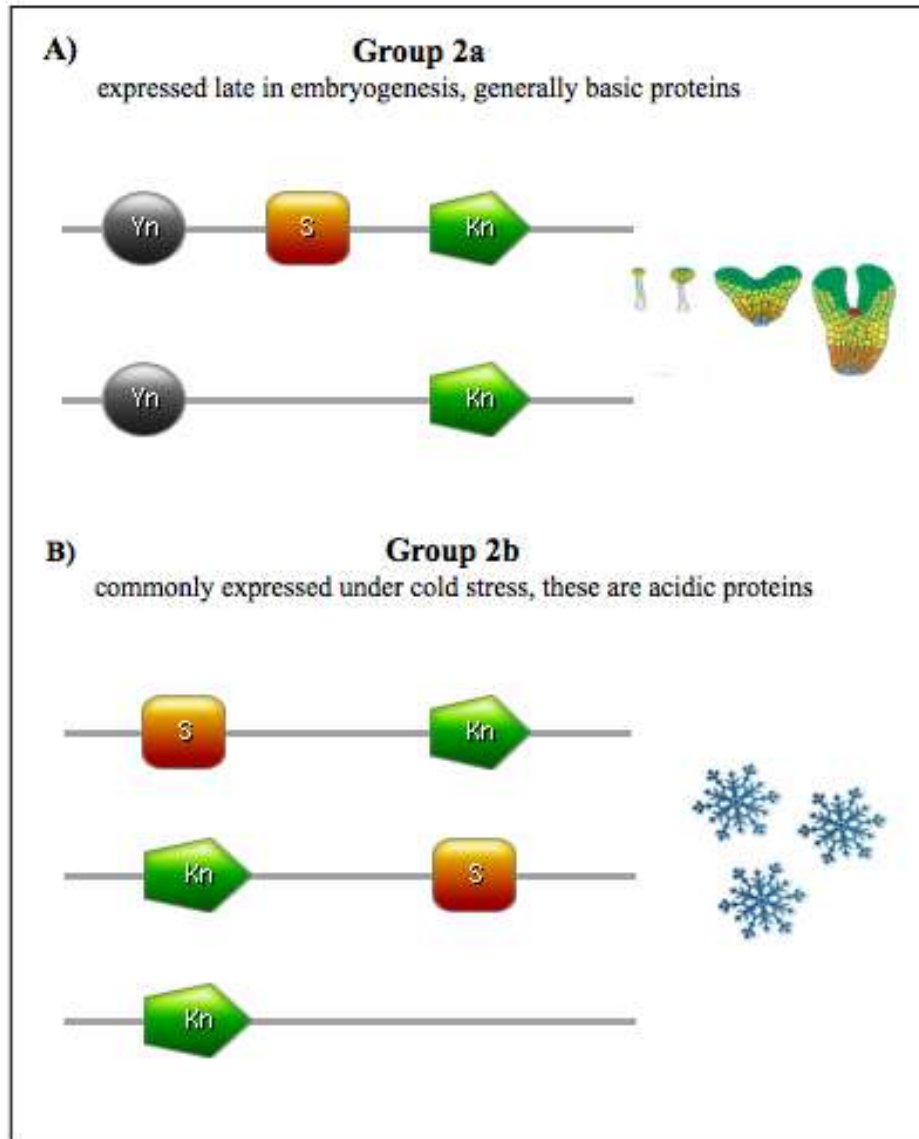 A)
Group 2a
expressed late in embryogenesis, generally basic proteins
Yn S Kn
Yn Kn
B)
Group 2b
commonly expressed under cold stress, these are acidic proteins
S Kn
Kn S
Kn